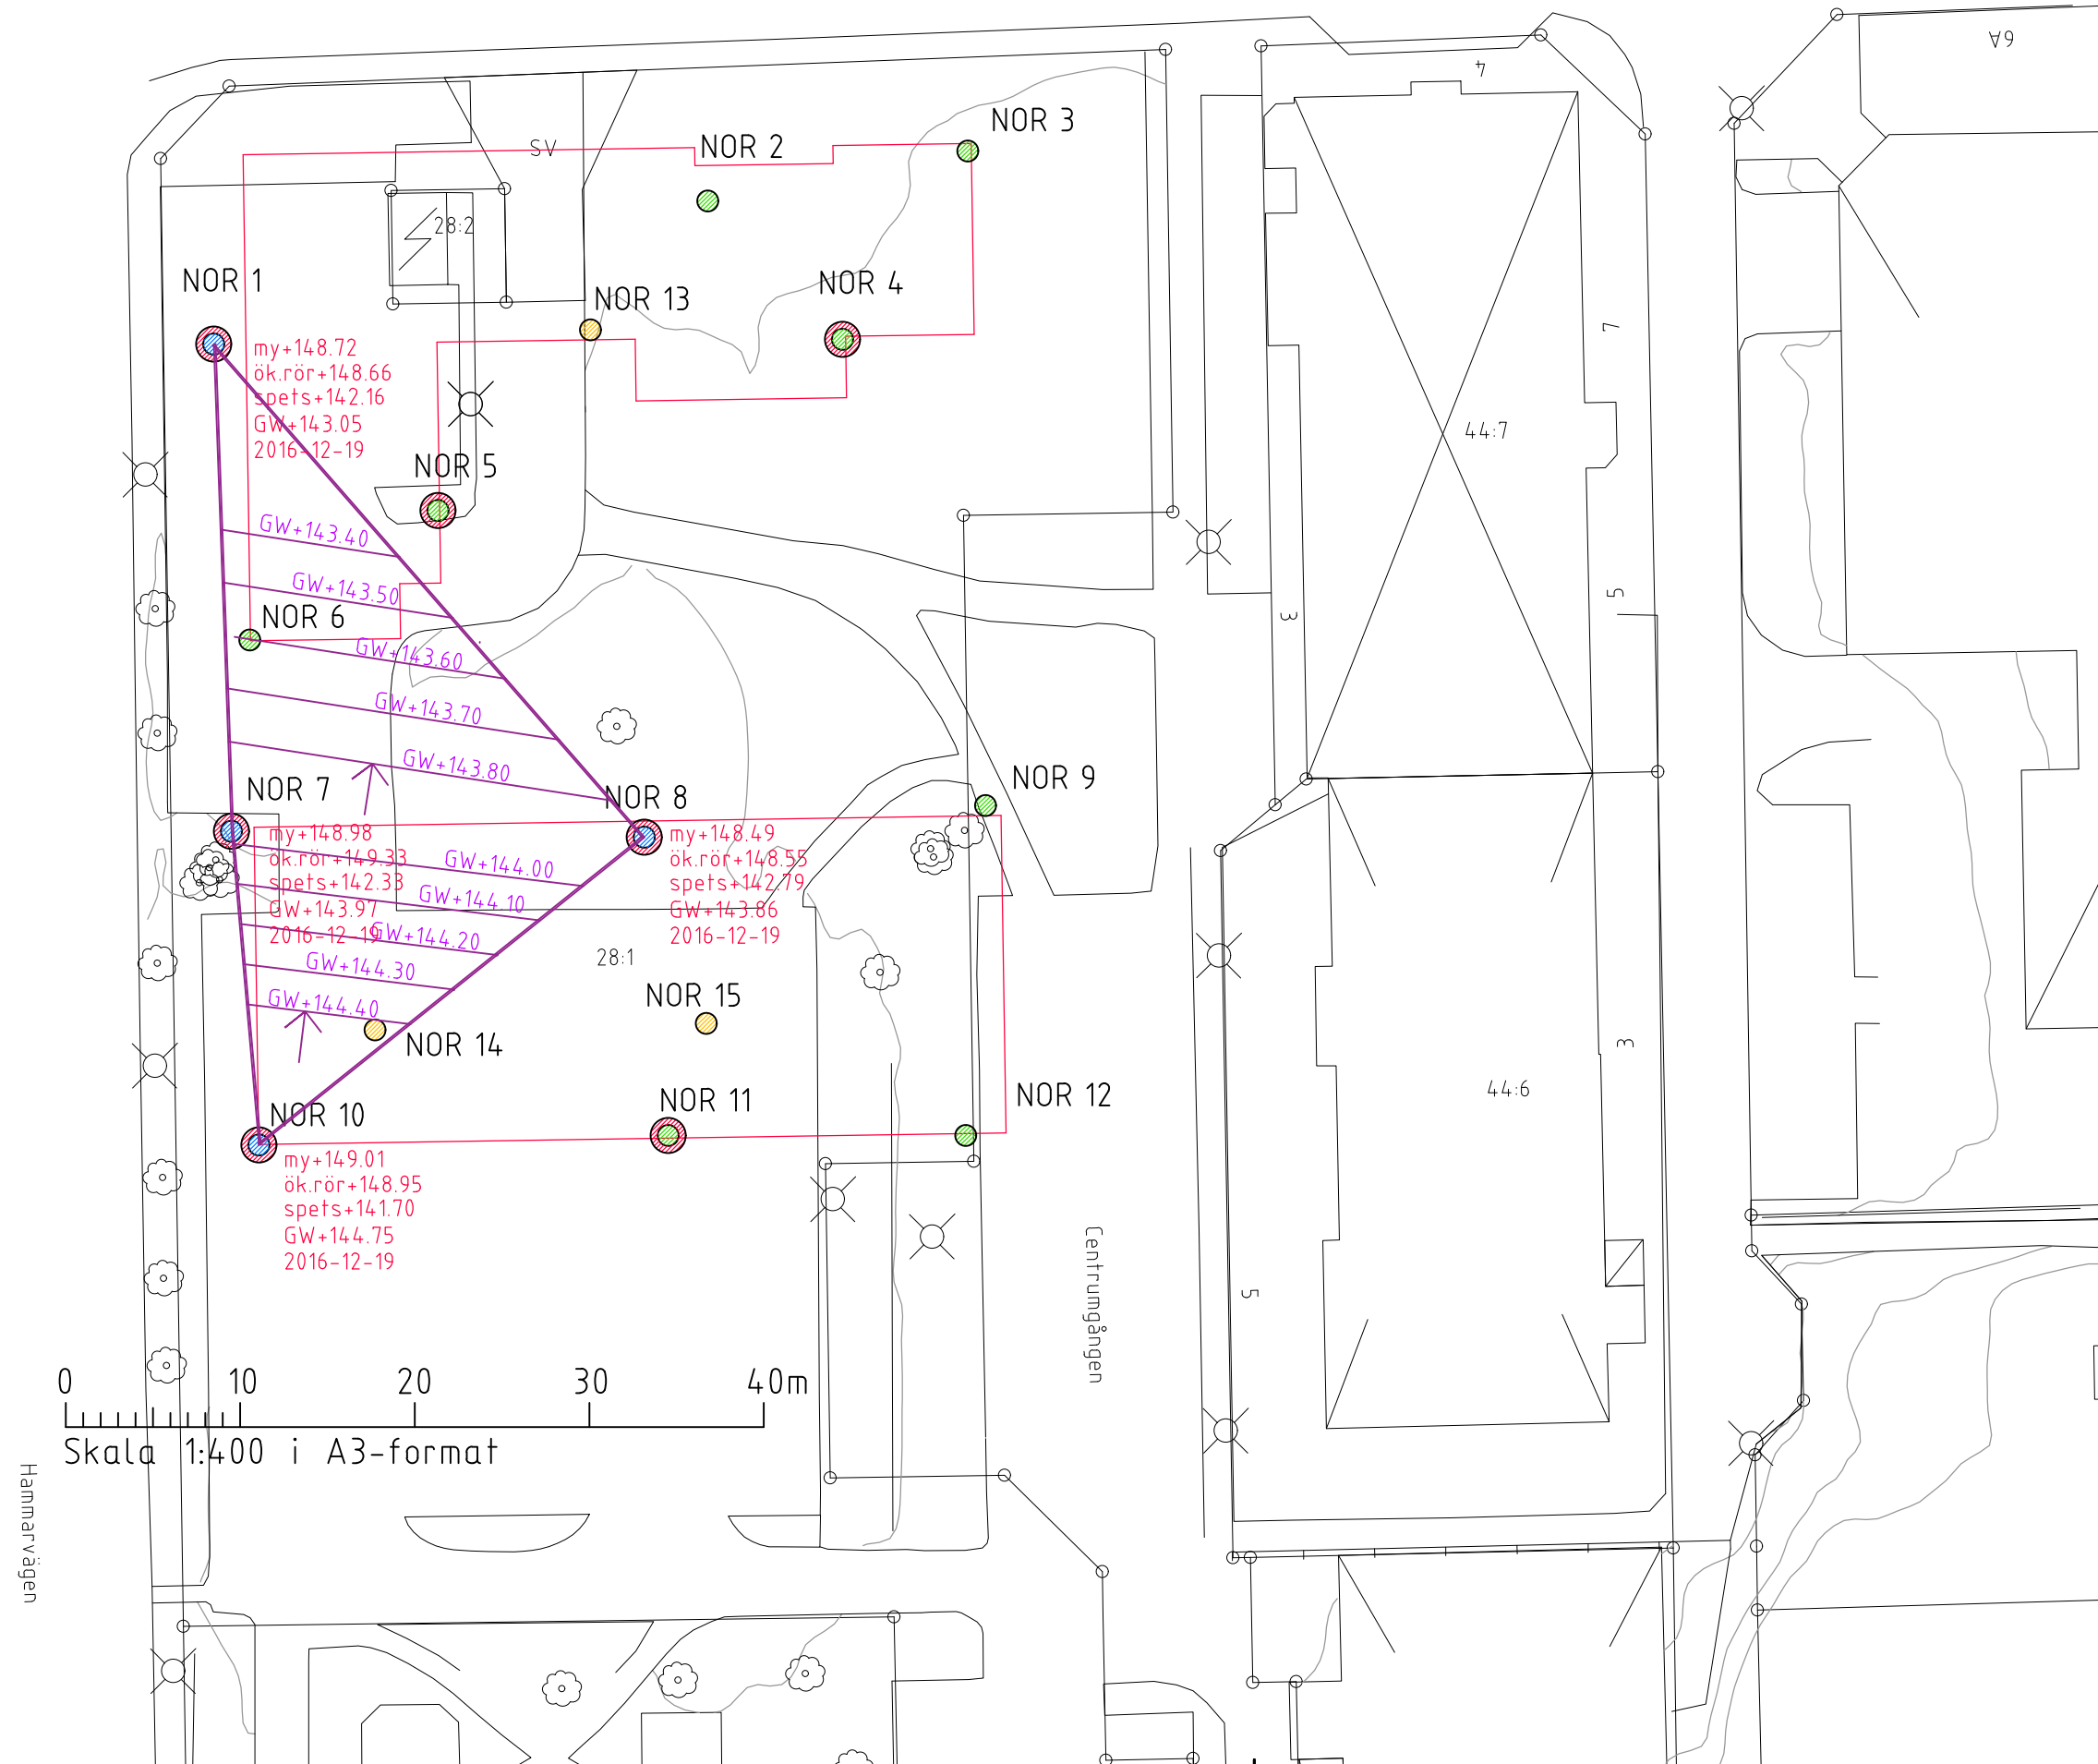 6A
4
NOR 3
NOR 2
SV
28:2
NOR 1
NOR 13
NOR 4
7
my+148.72
ök.rör+148.66
spets+142.16
GW+143.05
2016-12-19
44:7
NOR 5
GW+143.40
GW+143.50
5
NOR 6
3
GW+143.60
GW+143.70
GW+143.80
NOR 7
NOR 8
NOR 9
my+148.98
ök.rör+149.33
spets+142.33
GW+143.97
2016-12-19
my+148.49
ök.rör+148.55
spets+142.79
GW+143.86
2016-12-19
GW+144.00
GW+144.10
GW+144.20
GW+144.30
GW+144.40
28:1
NOR 15
NOR 14
3
44:6
NOR 10
NOR 11
NOR 12
my+149.01
ök.rör+148.95
spets+141.70
GW+144.75
2016-12-19
Centrumgången
5
0 10 20 30 40m
Skala 1:400 i A3-format
Hammarvägen